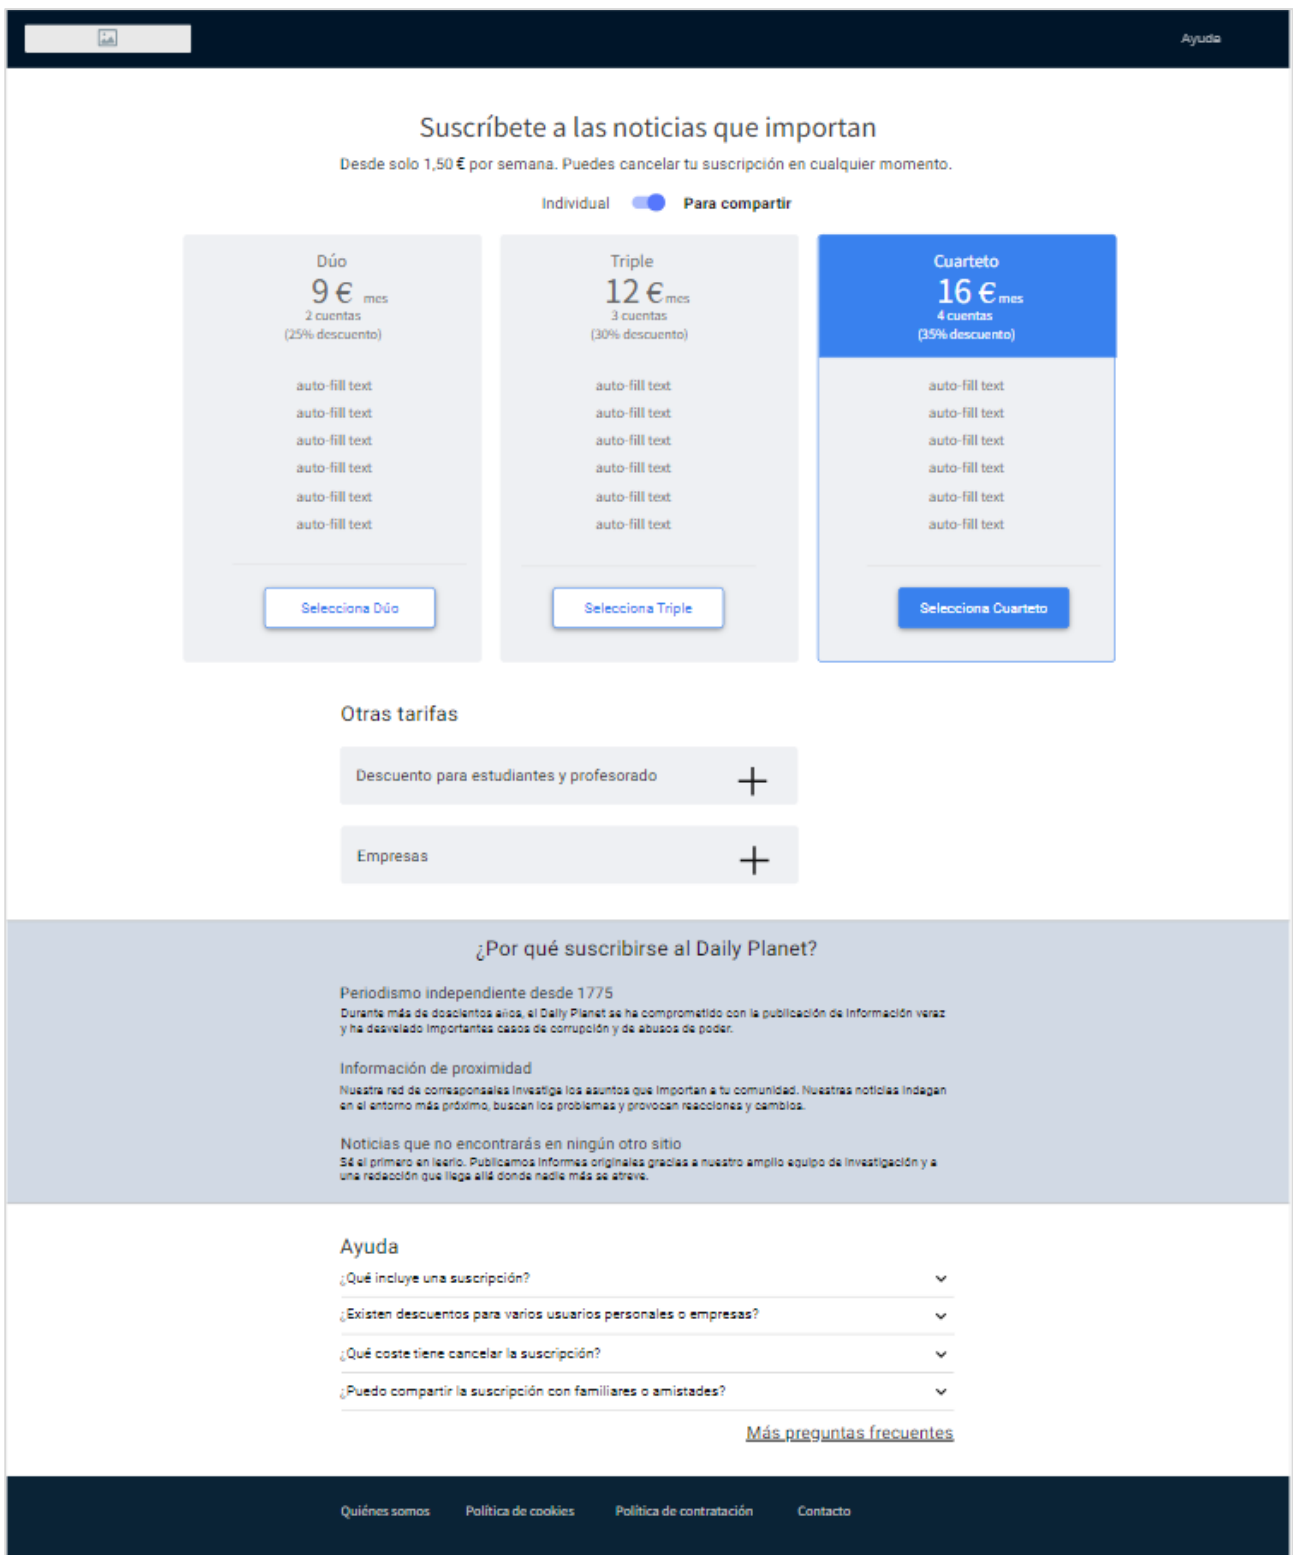 Ayuda
Suscríbete a las noticias que importan
Desde solo 1,50 € por semana. Puedes cancelar tu suscripción en cualquier momento.
Individual Para compartir
Dúo
9 € mes
2 cuentas
(25% descuento)
auto-fill text
auto-fill text
auto-fill text
auto-fill text
auto-fill text
auto-fill text
Selecciona Dúo
Triple
12 € mes
3 cuentas
(30% descuento)
auto-fill text
auto-fill text
auto-fill text
auto-fill text
auto-fill text
auto-fill text
Selecciona Triple
Cuarteto
16 € mes
4 cuentas
(35% descuento)
auto-fill text
auto-fill text
auto-fill text
auto-fill text
auto-fill text
auto-fill text
Selecciona Cuarteto
Otras tarifas
Descuento para estudiantes y profesorado
Empresas
¿Por qué suscribirse al Daily Planet?
Periodismo independiente desde 1775
Durante más de doscientos años, el Daily Planet se ha comprometido con la publicación de información veraz
y ha desvelado importantes casos de corrupción y de abusos de poder.
Información de proximidad
Nuestra red de corresponsales investiga los asuntos que importan a tu comunidad. Nuestras noticias indagan
en el entorno más próximo, buscan los problemas y provocan reacciones y cambios.
Noticias que no encontrarás en ningún otro sitio
Sé el primero en leerlo. Publicamos informes originales gracias a nuestro amplio equipo de investigación y a
una redacción que llega allá donde nadie más se atreve.
Ayuda
¿Qué incluye una suscripción?
¿Existen descuentos para varios usuarios personales o empresas?
¿Qué coste tiene cancelar la suscripción?
¿Puedo compartir la suscripción con familiares o amistades?
Más preguntas frecuentes
Quiénes somos Política de cookies Política de contratación Contacto